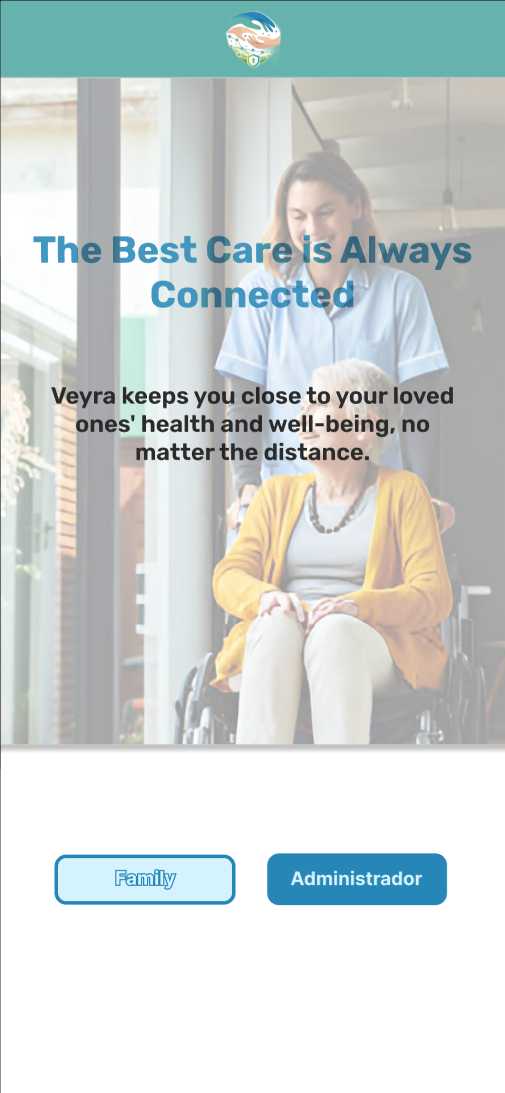 The Best Care is Always
Connected
Veyra keeps you close to your loved
ones' health and well-being, no
matter the distance.
Family
Administrador